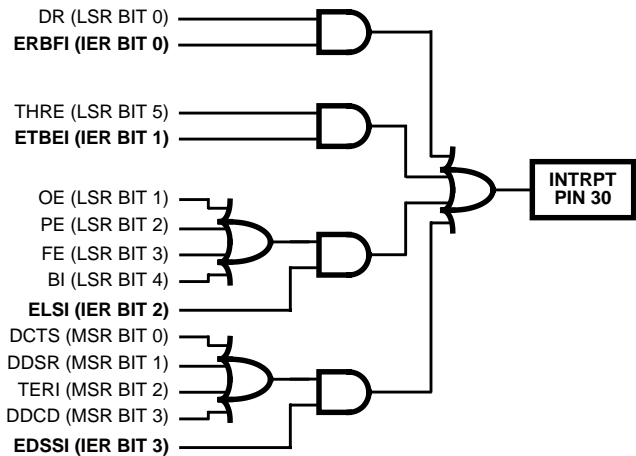 DR (LSR BIT 0)
ERBFI (IER BIT 0)
THRE (LSR BIT 5)
ETBEI (IER BIT 1)
OE (LSR BIT 1)
PE (LSR BIT 2)
FE (LSR BIT 3)
BI (LSR BIT 4)
ELSI (IER BIT 2)
DCTS (MSR BIT 0)
DDSR (MSR BIT 1)
TERI (MSR BIT 2)
DDCD (MSR BIT 3)
EDSSI (IER BIT 3)
INTRPT
PIN 30